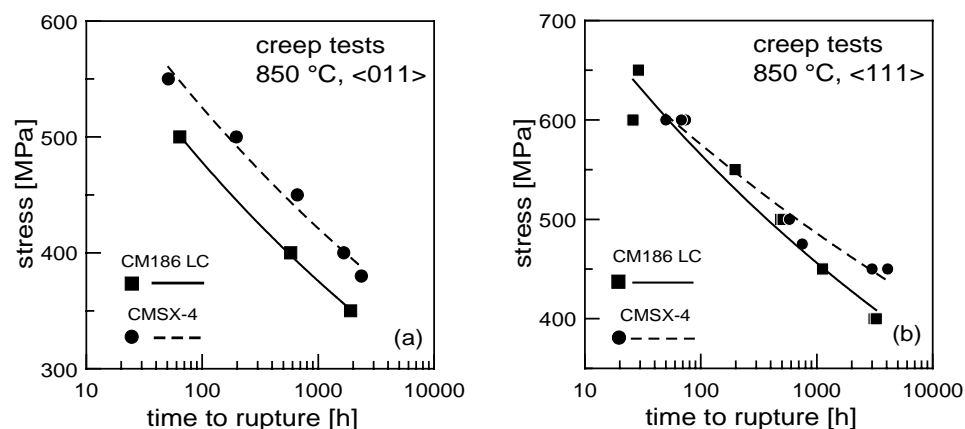 600
500
400
300
stress [MPa]
creep tests
850 °C, <011>
CM186 LC
CMSX-4
(a)
10
100
1000
10000
time to rupture [h]
700
600
500
400
stress [MPa]
creep tests
850 °C, <111>
CM186 LC
CMSX-4
(b)
10
100
1000
10000
time to rupture [h]